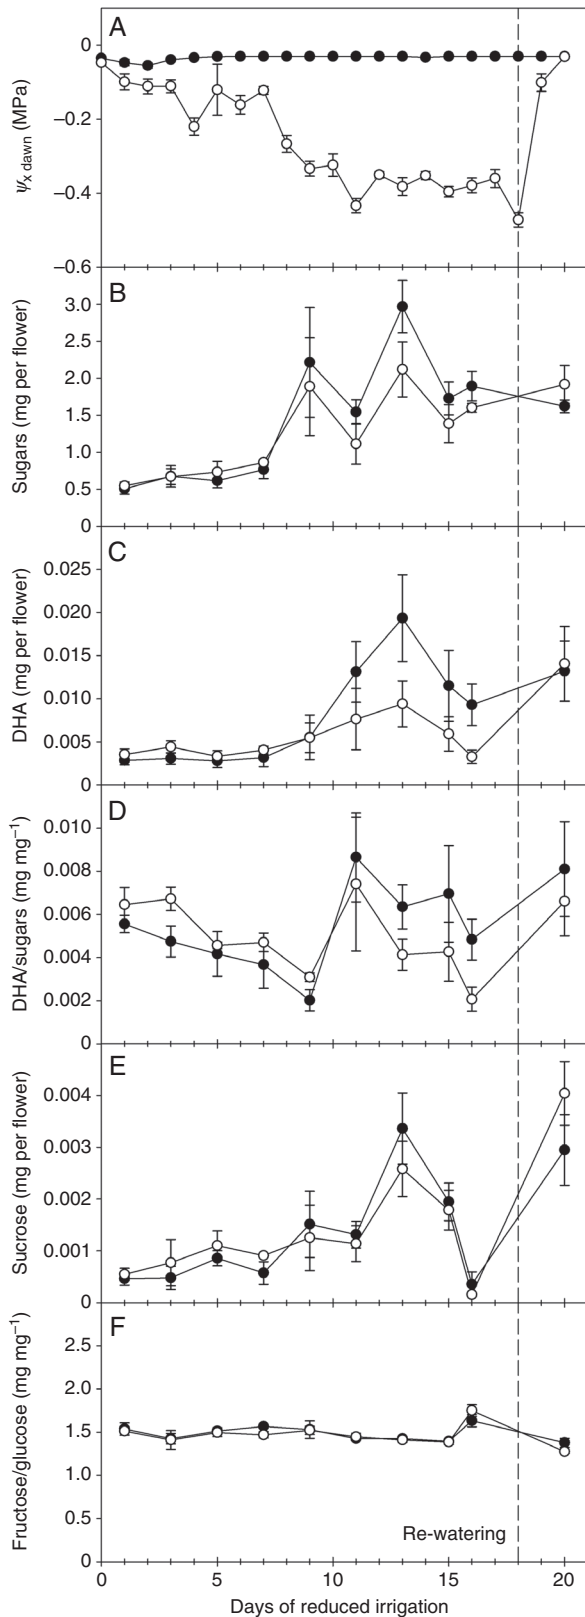 A
0
−0.2
−0.4
−0.6
ψx dawn (MPa)
B
3.0
2.5
2.0
1.5
1.0
0.5
0
Sugars (mg per flower)
C
0.025
0.020
0.015
0.010
0.005
0
DHA (mg per flower)
D
0.010
0.008
0.006
0.004
0.002
0
DHA/sugars (mg mg⁻¹)
E
0.004
0.003
0.002
0.001
0
Sucrose (mg per flower)
F
2.5
2.0
1.5
1.0
0.5
0
Fructose/glucose (mg mg⁻¹)
Re-watering
0 5 10 15 20
Days of reduced irrigation